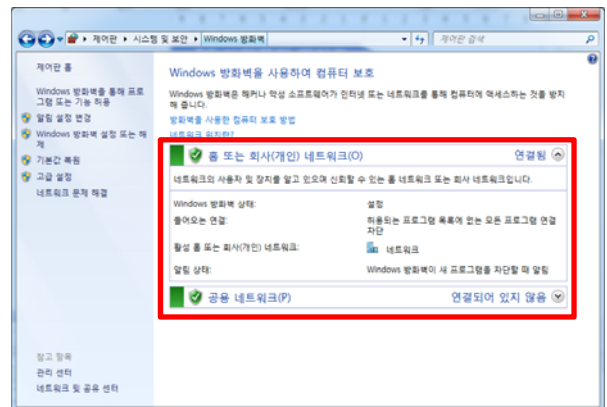 제어판 ▸ 시스템 및 보안 ▸ Windows 방화벽
제어판 검색
제어판 홈
Windows 방화벽을 통해 프로
그램 또는 기능 허용
알림 설정 변경
Windows 방화벽 설정 또는 해
제
기본값 복원
고급 설정
네트워크 문제 해결
참고 항목
관리 센터
네트워크 및 공유 센터
Windows 방화벽을 사용하여 컴퓨터 보호
Windows 방화벽은 해커나 악성 소프트웨어가 인터넷 또는 네트워크를 통해 컴퓨터에 액세스하는 것을 방지
해 줍니다.
방화벽을 사용한 컴퓨터 보호 방법
네트워크 위치란?
홈 또는 회사(개인) 네트워크(O) 연결됨
네트워크의 사용자 및 장치를 알고 있으며 신뢰할 수 있는 홈 네트워크 또는 회사 네트워크입니다.
Windows 방화벽 상태: 설정
들어오는 연결: 허용되는 프로그램 목록에 없는 모든 프로그램 연결
차단
활성 홈 또는 회사(개인) 네트워크: 네트워크
알림 상태: Windows 방화벽이 새 프로그램을 차단할 때 알림
공용 네트워크(P) 연결되어 있지 않음